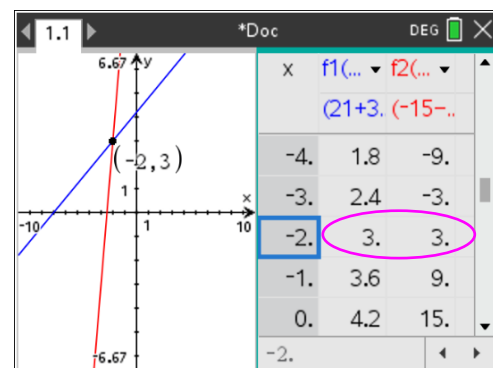 1.1 *Doc DEG
6.67 y
(-2,3)
1
x
-10 1 10
-6.67
x f1(... f2(...
(21+3. (-15-..
-4. 1.8 -9.
-3. 2.4 -3.
-2. 3. 3.
-1. 3.6 9.
0. 4.2 15.
-2.